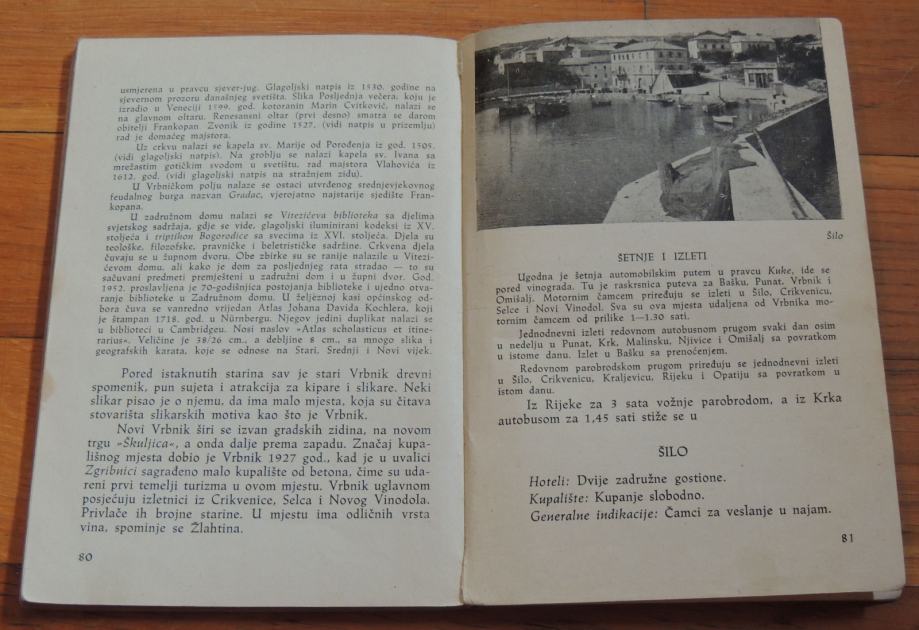 usmjerena u pravcu sjever-jug. Glagoljski natpis iz 1530. godine na
sjevernom prozoru današnjeg svetišta. Slika Posljednja večera, koju je
izradio u Veneciji 1599. god. kotoranin Marin Cvitković, nalazi se
na glavnom oltaru. Renesansni oltar (prvi desno) smatra se darom
obitelji Frankopan Zvonik iz godine 1527. (vidi natpis u prizemlju)
rad je domaćeg majstora.
Uz crkvu nalazi se kapela sv. Marije od Porođenja iz god. 1505.
(vidi glagoljski natpis). Na groblju se nalazi kapela sv. Ivana sa
mrežastim gotičkim svodom u svetištu, rad majstora Vlahovića iz
1612. god. (vidi glagoljski natpis na stražnjem zidu).
U Vrbničkom polju nalaze se ostaci utvrđenog srednjevjekovnog
feudalnog burga nazvan Gradac, vjerojatno najstarije sjedište Fran-
kopana.
U zadružnom domu nalazi se Vitezićeva biblioteka sa djelima
svjetskog sadržaja, gdje se vide, glagoljski iluminirani kodeksi iz XV.
stoljeća i triptihon Bogorodice sa svecima iz XVI. stoljeća. Djela su
teološke, filozofske, pravničke i beletrističke sadržine. Crkvena djela
čuvaju se u župnom dvoru. Obe zbirke su se ranije nalazile u Vitezi-
ćevom domu, ali kako je dom za posljednjeg rata stradao — to su
sačuvani predmeti premješteni u zadružni dom i u župni dvor. God.
1952. proslavljena je 70-godišnjica postojanja biblioteke i ujedno otva-
ranje biblioteke u Zadružnom domu. U željeznoj kasi općinskog od-
bora čuva se vanredno vrijedan Atlas Johana Davida Kochlera, koji
je štampan 1718. god. u Nürnbergu. Njegov jedini duplikat nalazi se
u biblioteci u Cambridgeu. Nosi naslov »Atlas scholasticus et itine-
rarius«. Veličine je 38/26 cm., a debljine 8 cm., sa mnogo slika i
geografskih karata, koje se odnose na Stari, Srednji i Novi vijek.
Pored istaknutih starina sav je stari Vrbnik drevni
spomenik, pun sujeta i atrakcija za kipare i slikare. Neki
slikar pisao je o njemu, da ima malo mjesta, koja su čitava
stovarišta slikarskih motiva kao što je Vrbnik.
Novi Vrbnik širi se izvan gradskih zidina, na novom
trgu »Škuljica«, a onda dalje prema zapadu. Značaj kupa-
lišnog mjesta dobio je Vrbnik 1927 god., kad je u uvalici
Zgribnici sagrađeno malo kupalište od betona, čime su uda-
reni prvi temelji turizma u ovom mjestu. Vrbnik uglavnom
posjećuju izletnici iz Crikvenice, Selca i Novog Vinodola.
Privlače ih brojne starine. U mjestu ima odličnih vrsta
vina, spominje se Žlahtina.
80
Šilo
ŠETNJE I IZLETI
Ugodna je šetnja automobilskim putem u pravcu Kuke, ide se
pored vinograda. Tu je raskrsnica puteva za Bašku, Punat. Vrbnik i
Omišalj. Motornim čamcem priređuju se izleti u Šilo, Crikvenicu,
Selce i Novi Vinodol. Sva su ova mjesta udaljena od Vrbnika mo-
tornim čamcem od prilike 1—1.30 sati.
Jednodnevni izleti redovnom autobusnom prugom svaki dan osim
u nedelju u Punat, Krk, Malinsku, Njivice i Omišalj sa povratkom
u istome danu. Izlet u Bašku sa prenoćenjem.
Redovnom parobrodskom prugom priređuju se jednodnevni izleti
u Šilo, Crikvenicu, Kraljevicu, Rijeku i Opatiju sa povratkom u
istom danu.
Iz Rijeke za 3 sata vožnje parobrodom, a iz Krka
autobusom za 1,45 sati stiže se u
ŠILO
Hoteli: Dvije zadružne gostione.
Kupalište: Kupanje slobodno.
Generalne indikacije: Čamci za veslanje u najam.
81